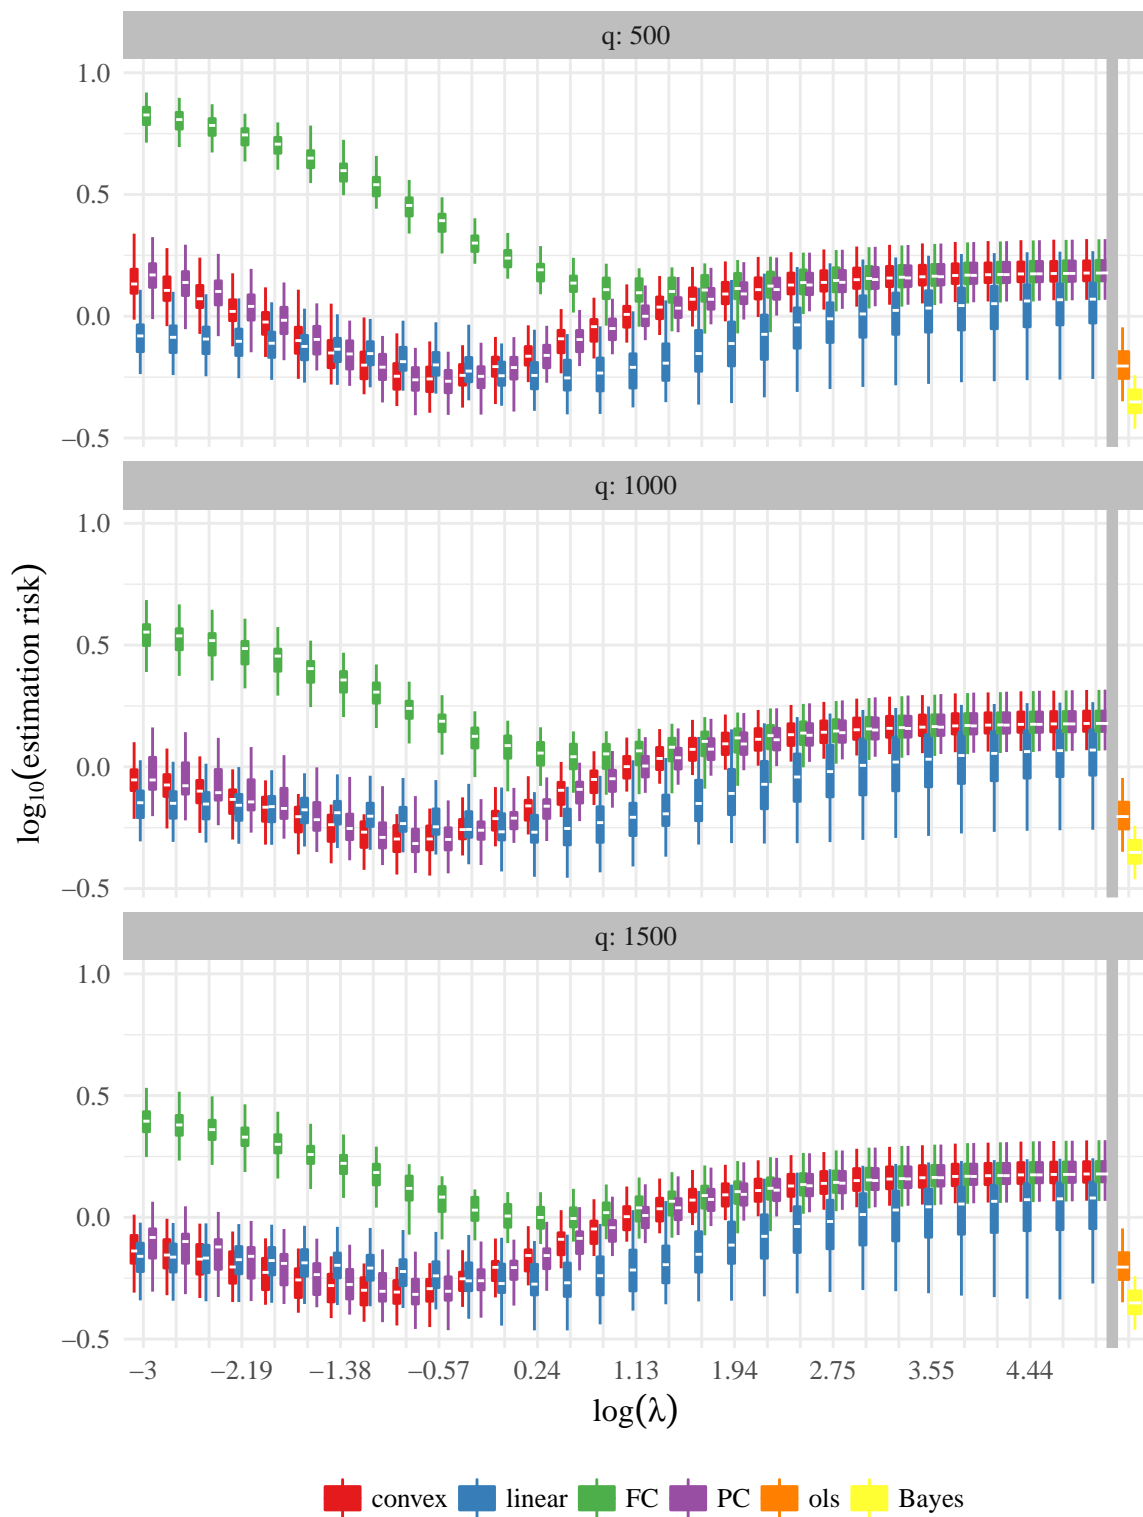 q: 500
1.0
0.5
0.0
−0.5
q: 1000
1.0
0.5
0.0
−0.5
q: 1500
1.0
0.5
0.0
−0.5
log₁₀(estimation risk)
−3 −2.19 −1.38 −0.57 0.24 1.13 1.94 2.75 3.55 4.44
log(λ)
convex linear FC PC ols Bayes